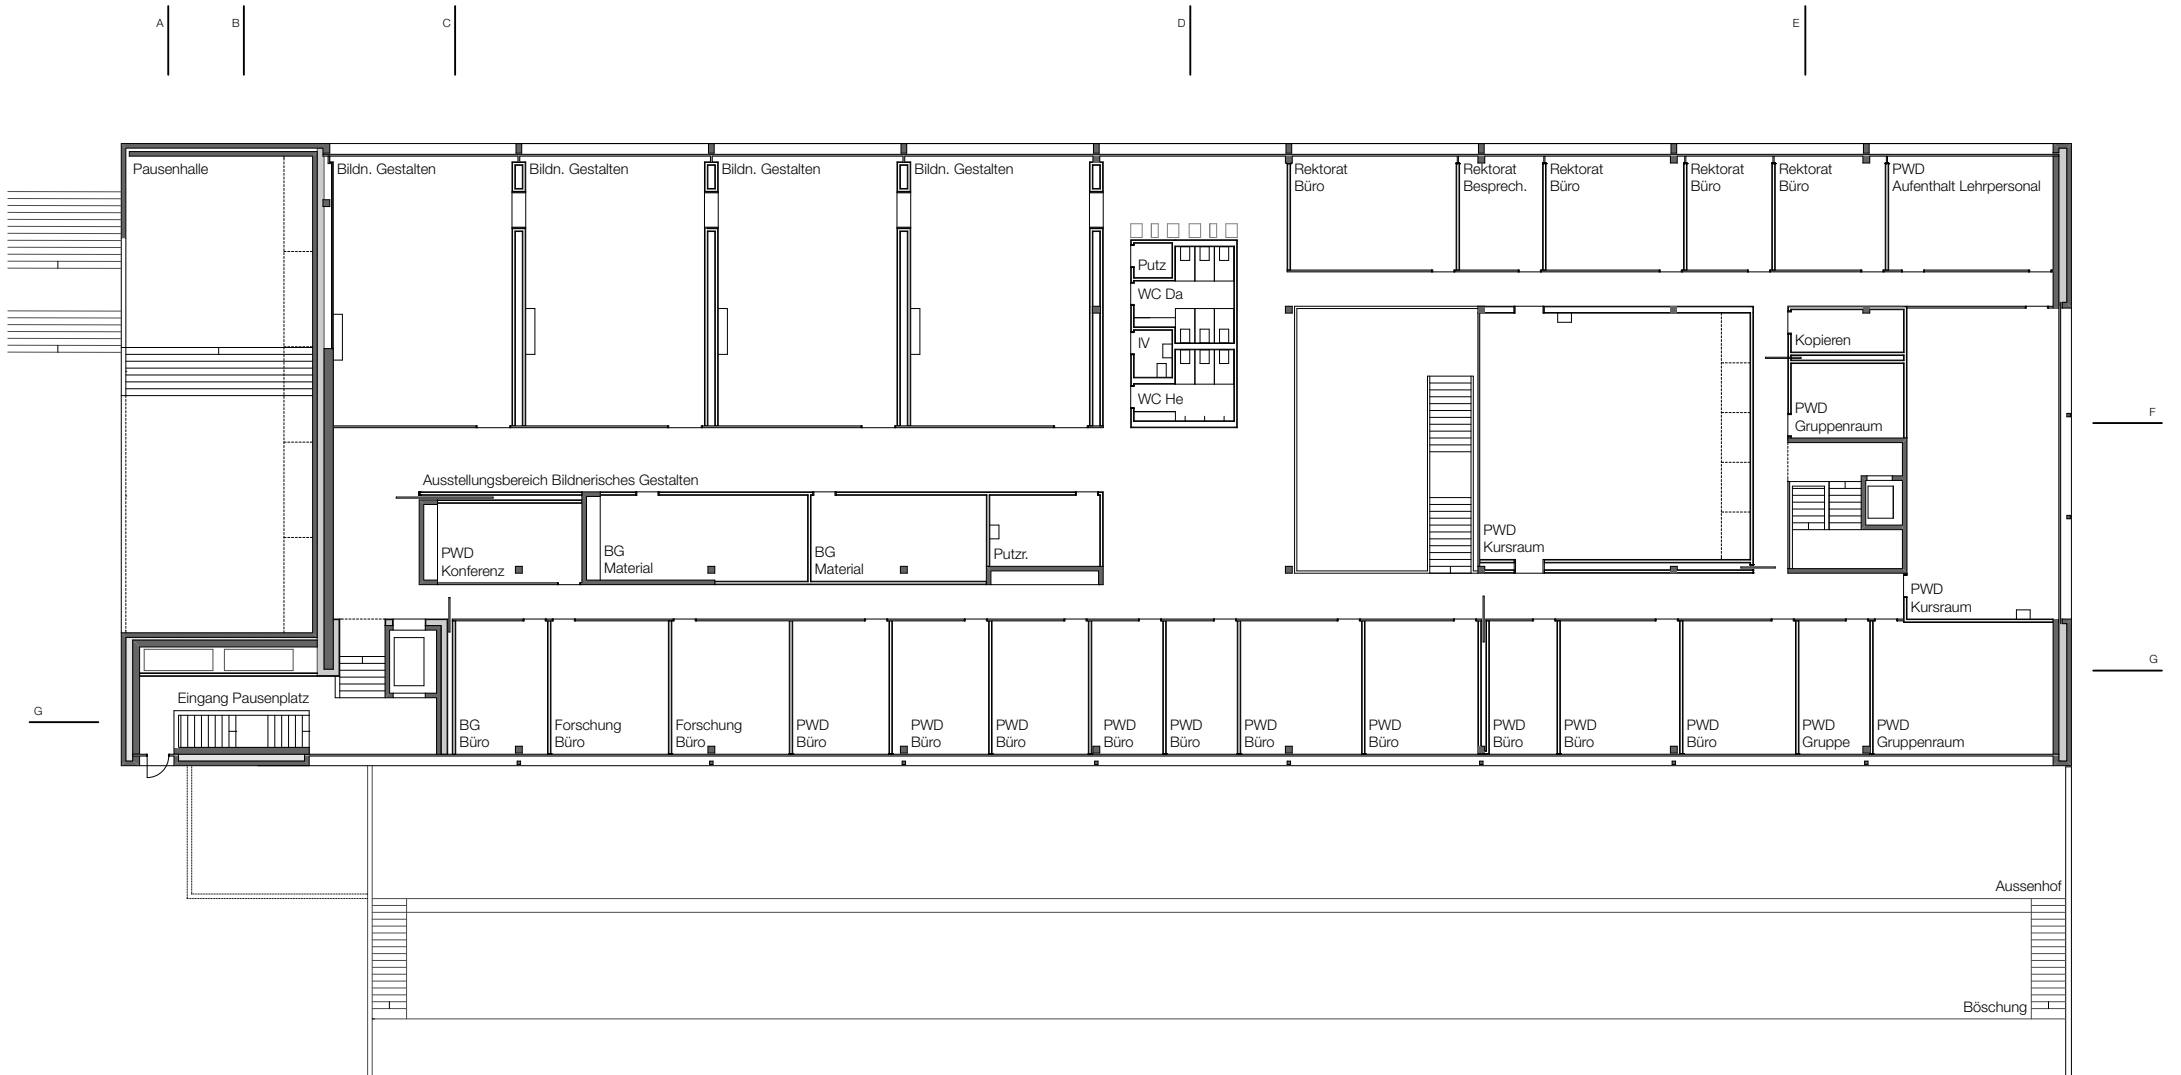 A
B
C
D
E
Pausenhalle
Bildn. Gestalten
Bildn. Gestalten
Bildn. Gestalten
Bildn. Gestalten
Rektorat
Büro
Rektorat
Besprech.
Rektorat
Büro
Rektorat
Büro
Rektorat
Büro
PWD
Aufenthalt Lehrpersonal
Putz
WC Da
IV
WC He
Kopieren
PWD
Gruppenraum
F
Ausstellungsbereich Bildnerisches Gestalten
PWD
Konferenz
BG
Material
BG
Material
Putzr.
PWD
Kursraum
PWD
Kursraum
G
Eingang Pausenplatz
G
BG
Büro
Forschung
Büro
Forschung
Büro
PWD
Büro
PWD
Büro
PWD
Büro
PWD
Büro
PWD
Büro
PWD
Büro
PWD
Büro
PWD
Büro
PWD
Büro
PWD
Büro
PWD
Gruppe
PWD
Gruppenraum
Aussenhof
Böschung